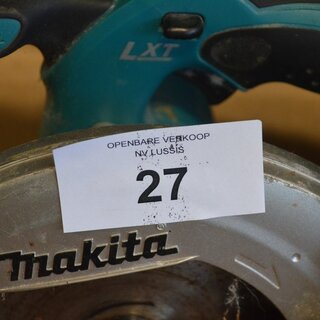 LXT
OPENBARE VERKOOP
NV LUSSIS
27
makita